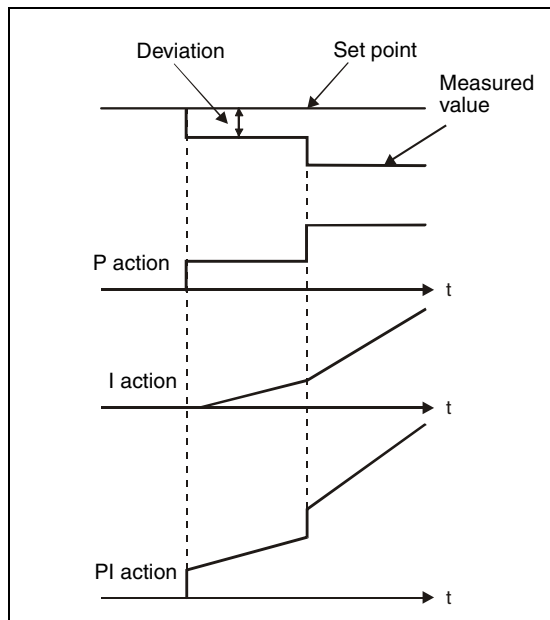 Deviation
Set point
Measured
value
P action
t
I action
t
PI action
t